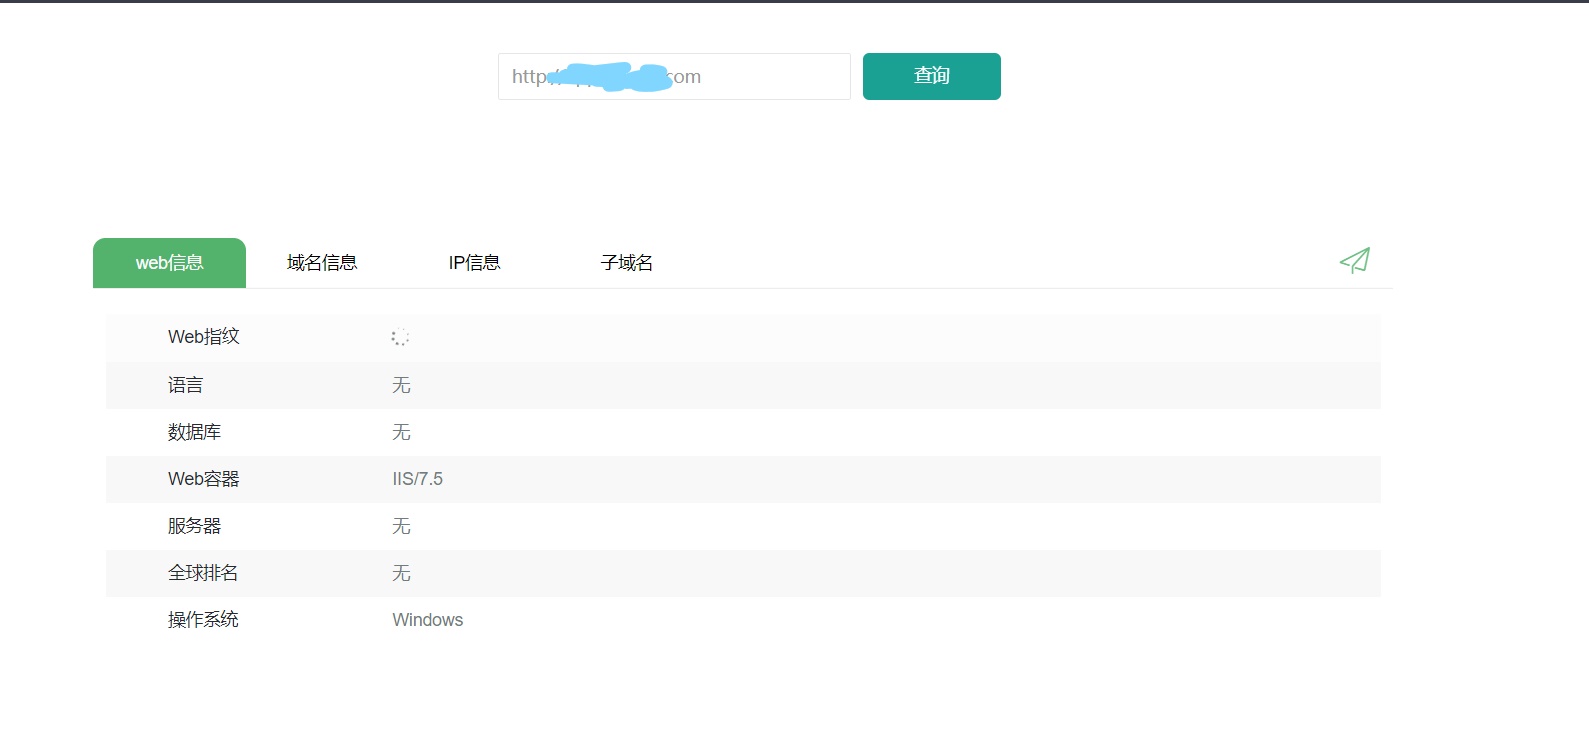 http:/ com
查询
web信息 域名信息 IP信息 子域名
Web指纹
语言 无
数据库 无
Web容器 IIS/7.5
服务器 无
全球排名 无
操作系统 Windows